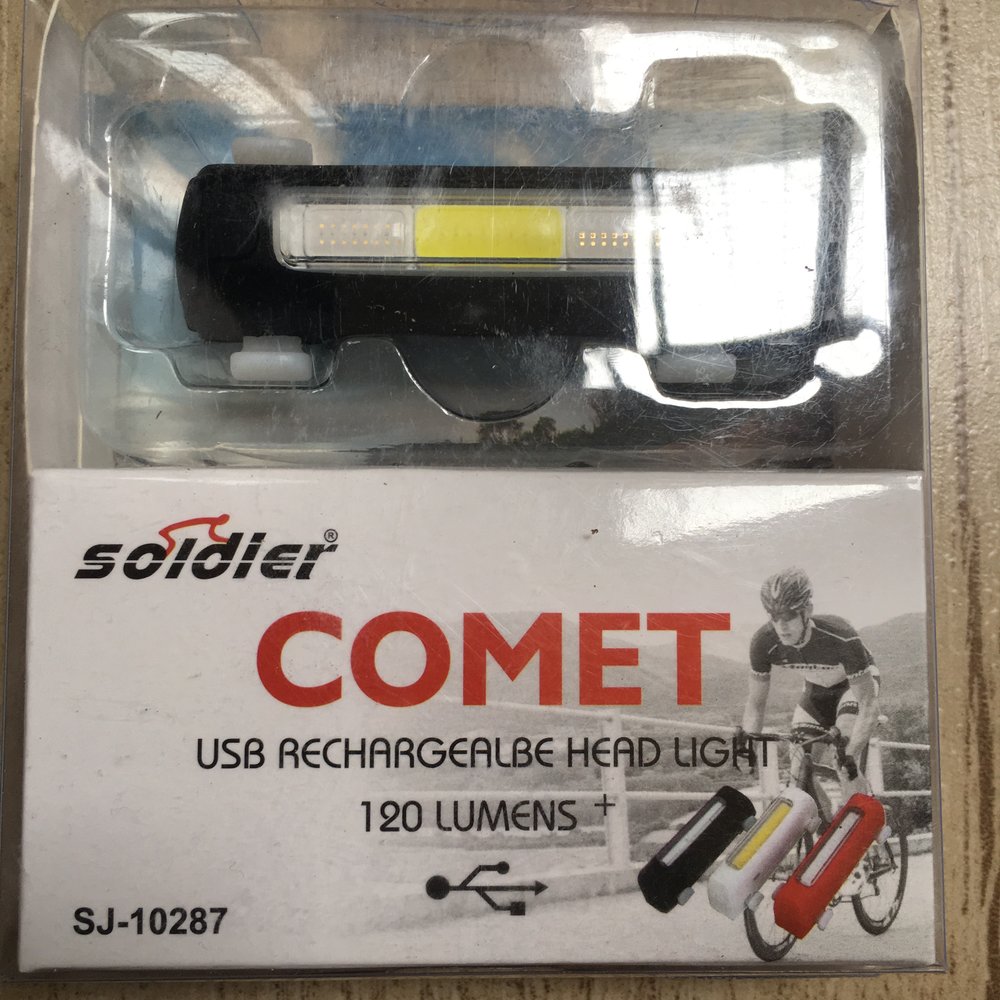 soldier®
COMET
USB RECHARGEALBE HEAD LIGHT
120 LUMENS +
SJ-10287